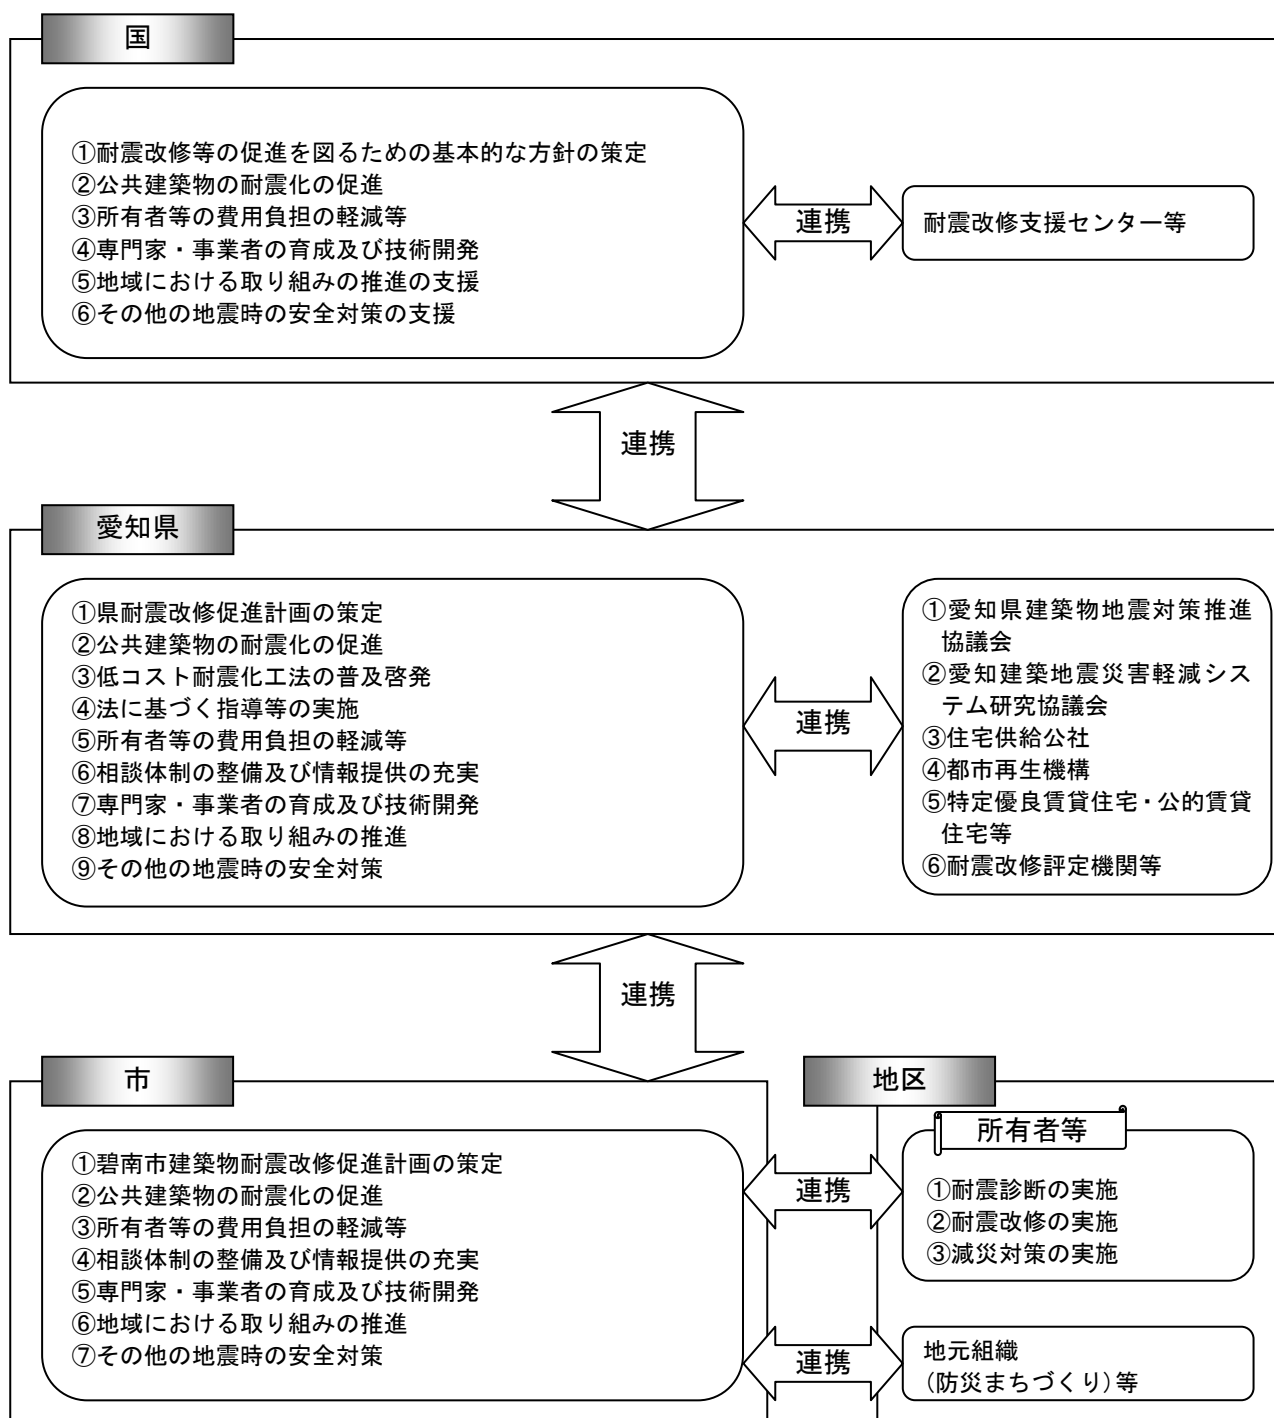 国
①耐震改修等の促進を図るための基本的な方針の策定
②公共建築物の耐震化の促進
③所有者等の費用負担の軽減等
④専門家・事業者の育成及び技術開発
⑤地域における取り組みの推進の支援
⑥その他の地震時の安全対策の支援
連携
耐震改修支援センター等
連携
愛知県
①県耐震改修促進計画の策定
②公共建築物の耐震化の促進
③低コスト耐震化工法の普及啓発
④法に基づく指導等の実施
⑤所有者等の費用負担の軽減等
⑥相談体制の整備及び情報提供の充実
⑦専門家・事業者の育成及び技術開発
⑧地域における取り組みの推進
⑨その他の地震時の安全対策
連携
①愛知県建築物地震対策推進
協議会
②愛知建築地震災害軽減シス
テム研究協議会
③住宅供給公社
④都市再生機構
⑤特定優良賃貸住宅・公的賃貸
住宅等
⑥耐震改修評定機関等
連携
市
①碧南市建築物耐震改修促進計画の策定
②公共建築物の耐震化の促進
③所有者等の費用負担の軽減等
④相談体制の整備及び情報提供の充実
⑤専門家・事業者の育成及び技術開発
⑥地域における取り組みの推進
⑦その他の地震時の安全対策
連携
連携
地区
所有者等
①耐震診断の実施
②耐震改修の実施
③減災対策の実施
地元組織
(防災まちづくり)等